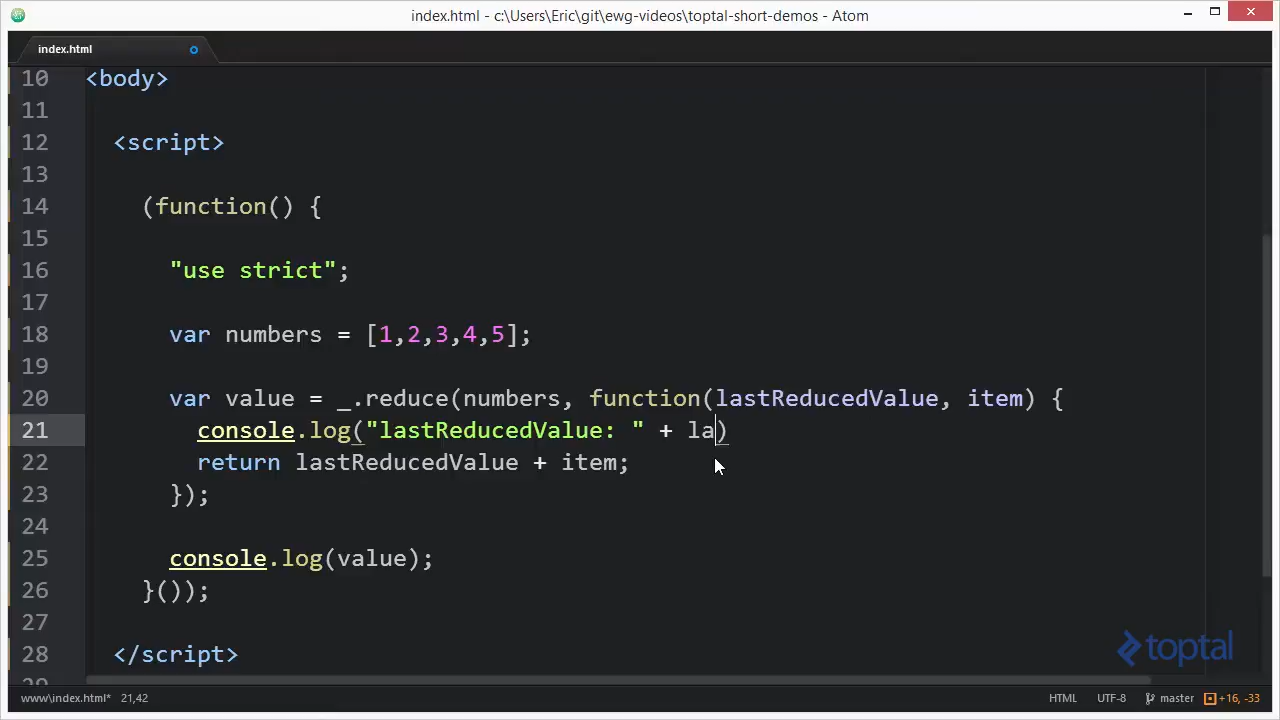 index.html - c:\Users\Eric\git\ewg-videos\toptal-short-demos - Atom
index.html
10 <body>
11
12 <script>
13
14 (function() {
15
16 "use strict";
17
18 var numbers = [1,2,3,4,5];
19
20 var value = _.reduce(numbers, function(lastReducedValue, item) {
21 console.log("lastReducedValue: " + la)
22 return lastReducedValue + item;
23 });
24
25 console.log(value);
26 }());
27
28 </script>
29
toptal
www\index.html* 21,42 HTML UTF-8 master +16, -33